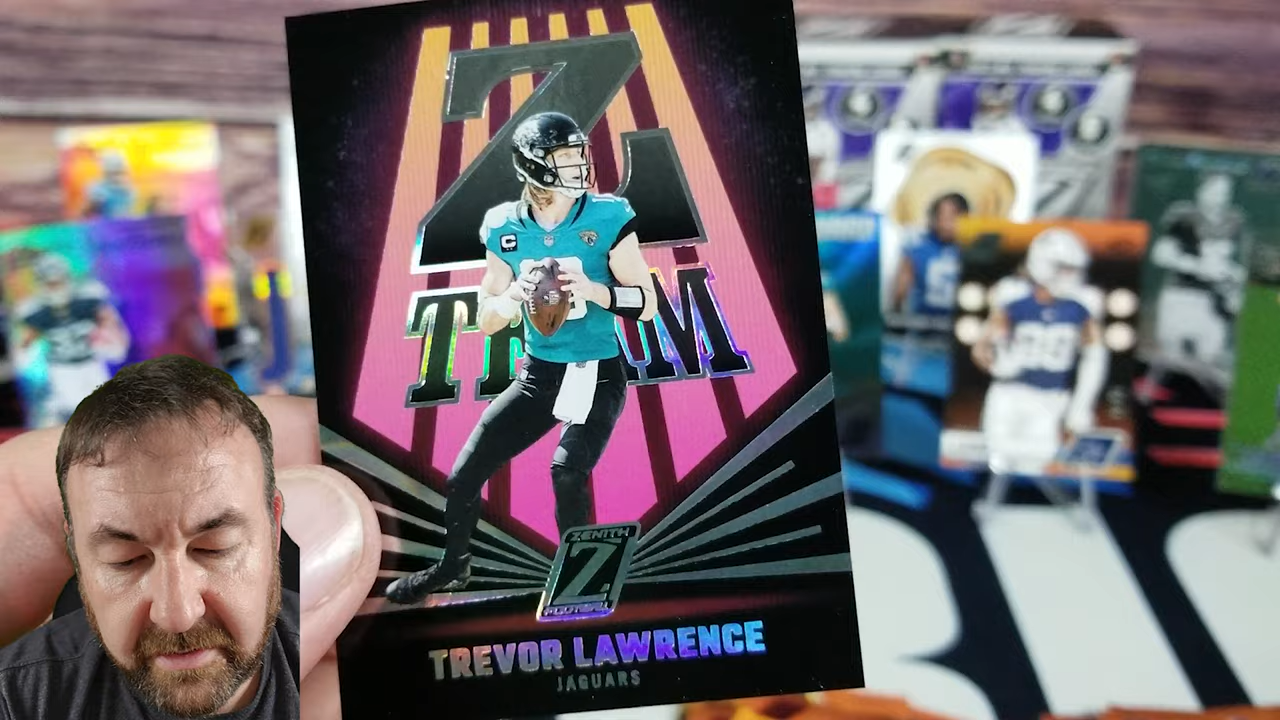 Z
TEAM
C
ZENITH
Z
FOOTBALL
TREVOR LAWRENCE
JAGUARS